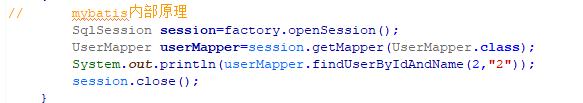 //      mybatis内部原理
SqlSession session=factory.openSession();
UserMapper userMapper=session.getMapper(UserMapper.class);
System.out.println(userMapper.findUserByIdAndName(2,"2"));
session.close();
}